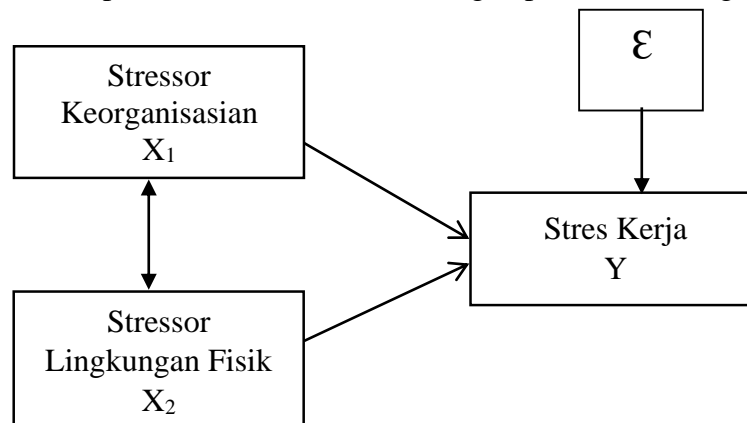 ε
Stressor
Keorganisasian
X₁
Stres Kerja
Y
Stressor
Lingkungan Fisik
X₂